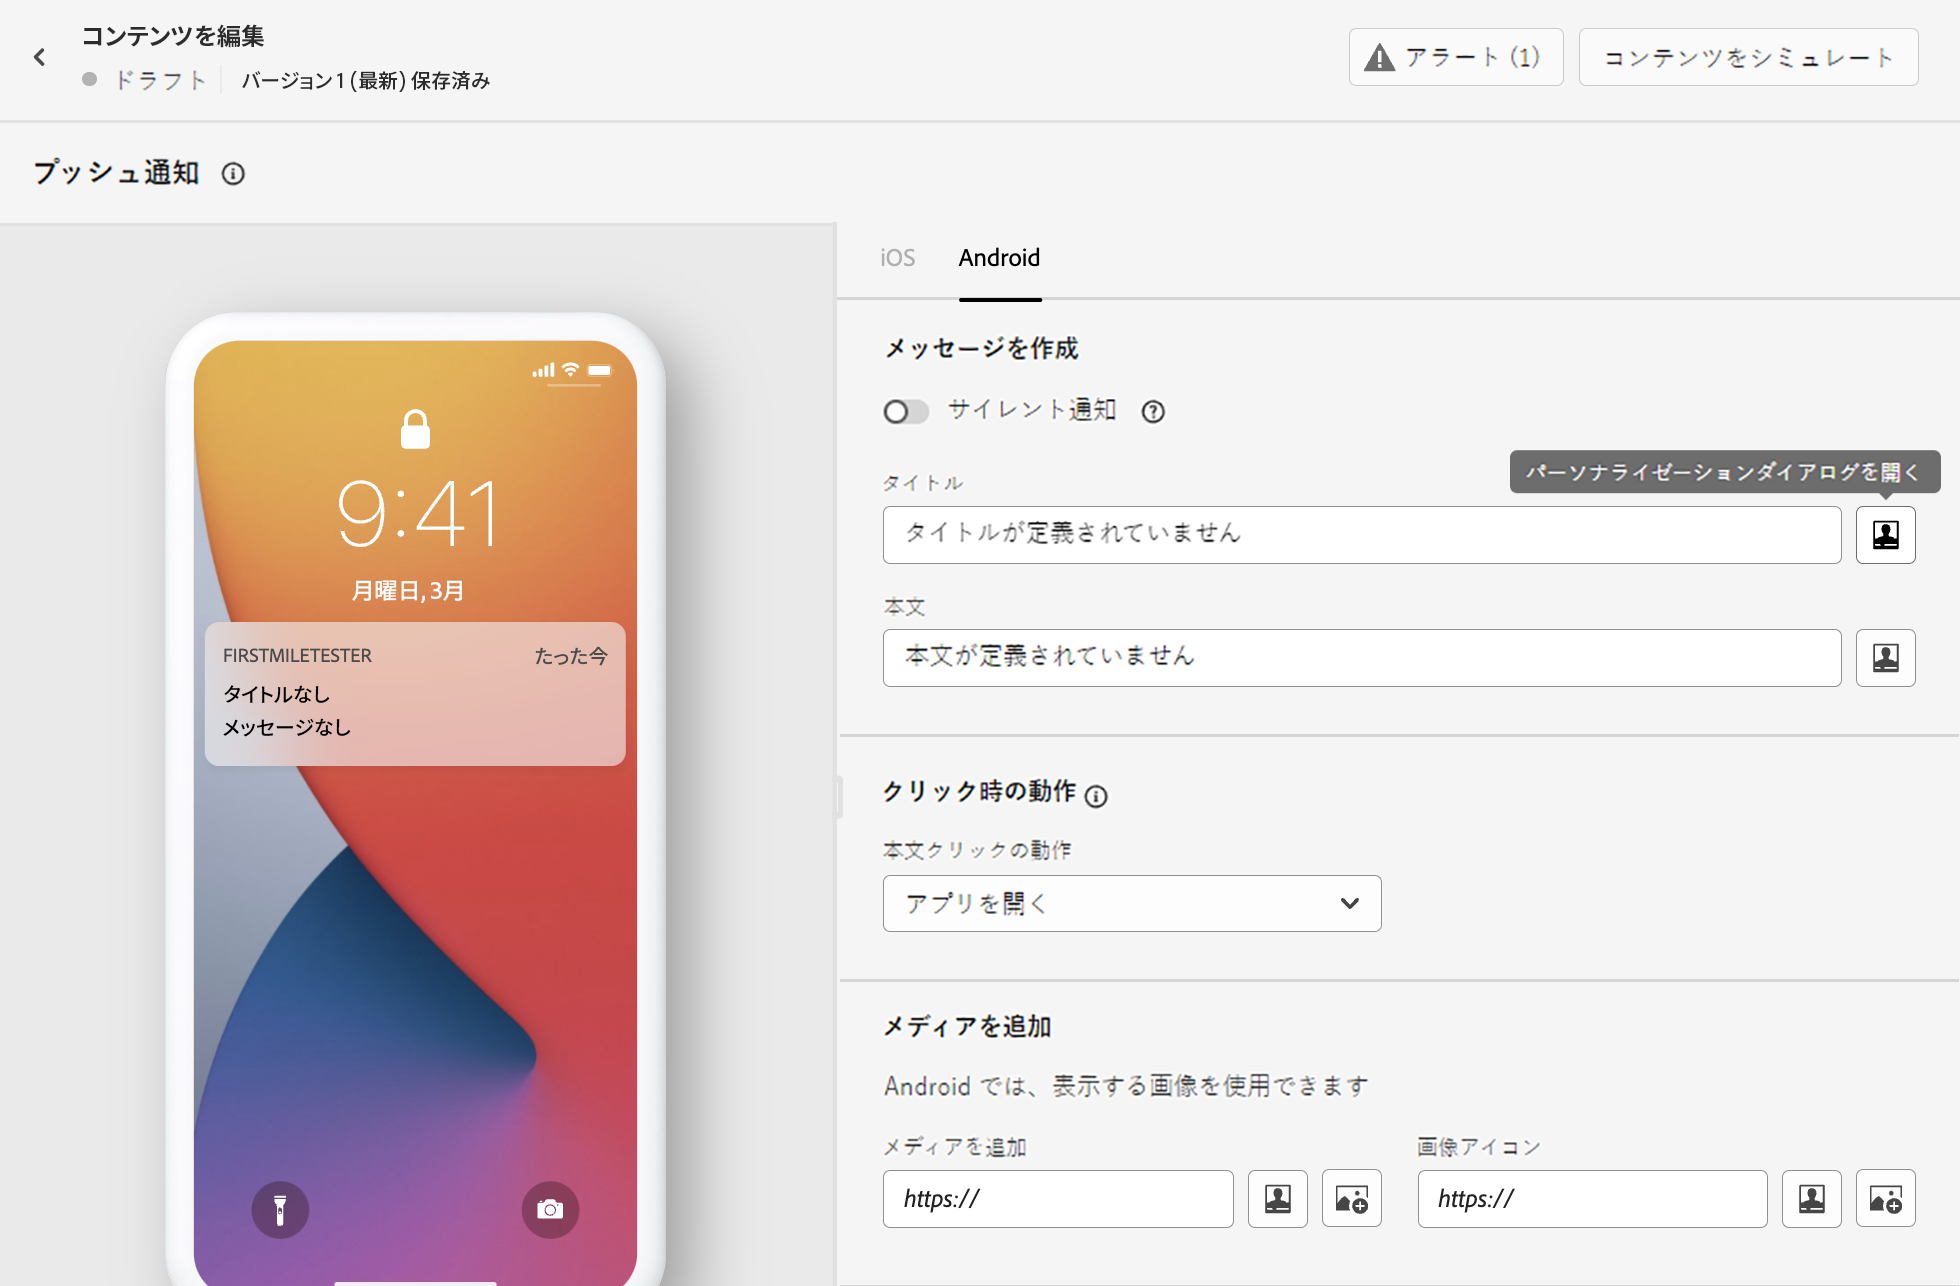 コンテンツを編集
ドラフト
バージョン 1 (最新) 保存済み
アラート (1)
コンテンツをシミュレート
プッシュ通知
iOS
Android
メッセージを作成
サイレント通知
パーソナライゼーションダイアログを開く
タイトル
タイトルが定義されていません
本文
本文が定義されていません
9:41
月曜日, 3月
FIRSTMILETESTER
たった今
タイトルなし
メッセージなし
クリック時の動作
本文クリックの動作
アプリを開く
メディアを追加
Android では、表示する画像を使用できます
メディアを追加
画像アイコン
https://
https://